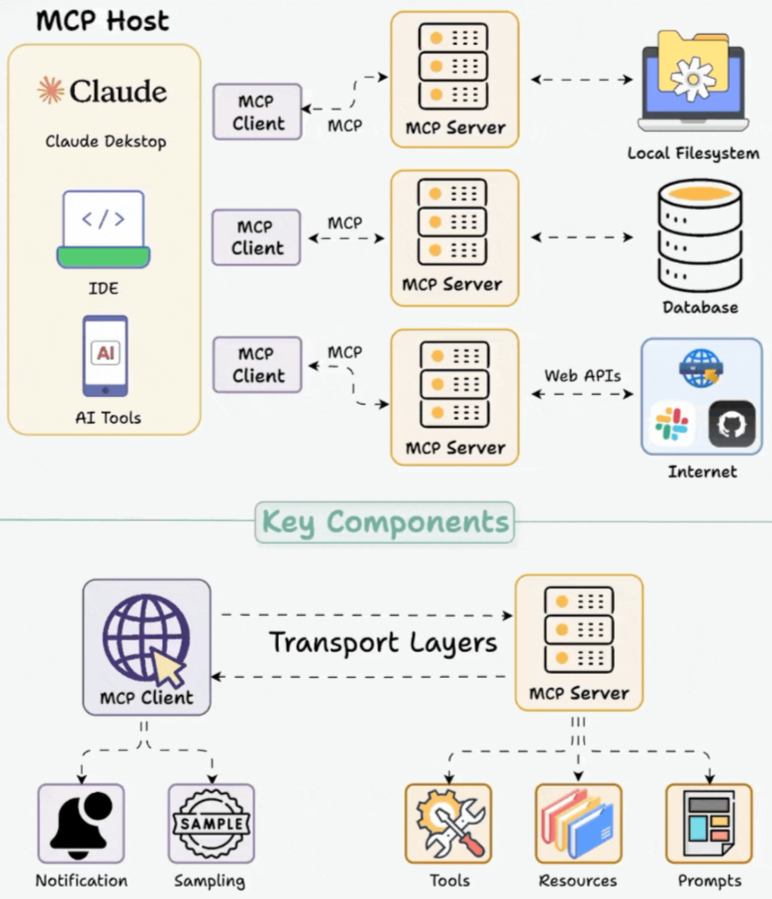 MCP Host
Claude
Claude Dekstop
IDE
AI
AI Tools
MCP
Client
MCP
MCP Server
Local Filesystem
MCP
Client
MCP
MCP Server
Database
MCP
Client
MCP
MCP Server
Web APIs
Internet
Key Components
MCP Client
Transport Layers
MCP Server
Notification
SAMPLE
Sampling
Tools
Resources
Prompts